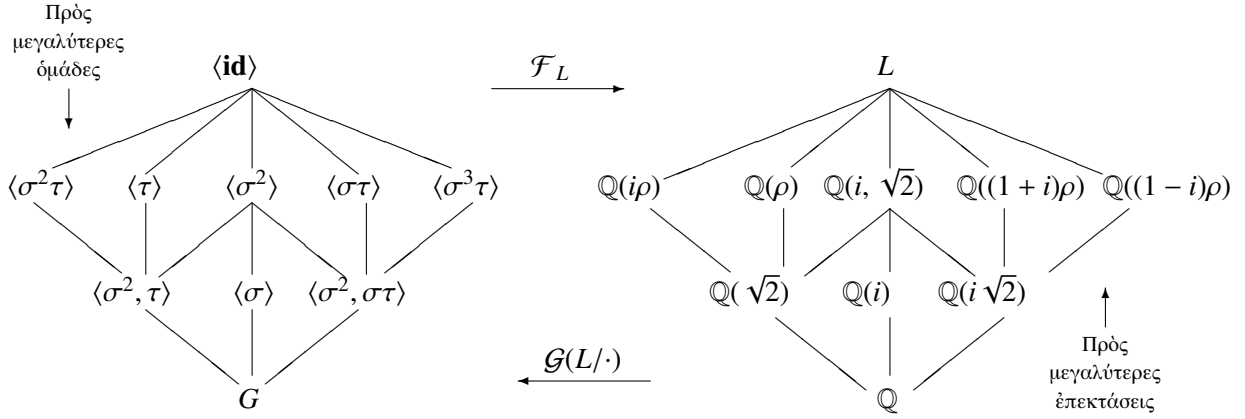 Πρὸς
μεγαλύτερες
ὁμάδες
⟨id⟩
ℱ_L
L
⟨σ²τ⟩ ⟨τ⟩ ⟨σ²⟩ ⟨στ⟩ ⟨σ³τ⟩
ℚ(iρ) ℚ(ρ) ℚ(i, √2) ℚ((1 + i)ρ) ℚ((1 − i)ρ)
⟨σ², τ⟩ ⟨σ⟩ ⟨σ², στ⟩
ℚ(√2) ℚ(i) ℚ(i√2)
G
𝒢(L/·)
ℚ
Πρὸς
μεγαλύτερες
ἐπεκτάσεις